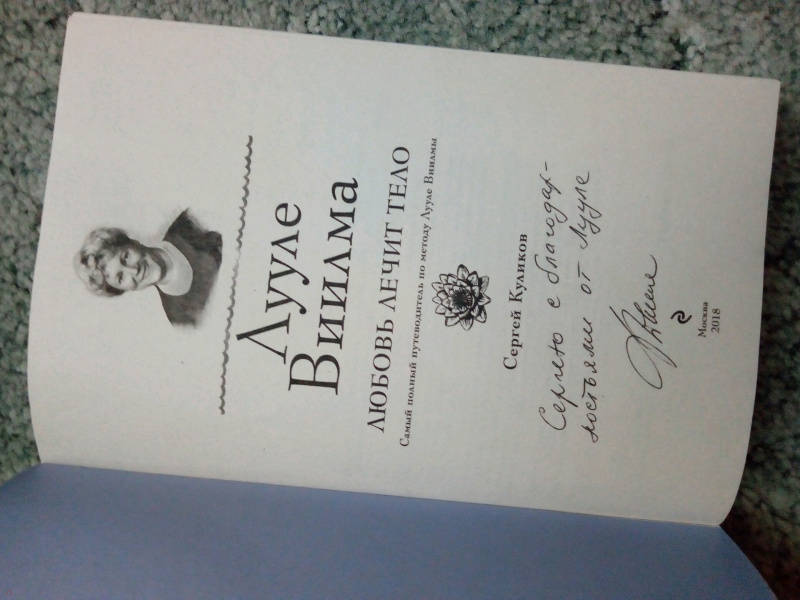 Лууле
Виилма
ЛЮБОВЬ ЛЕЧИТ ТЕЛО
Самый полный путеводитель по методу Лууле Виилмы
Сергей Куликов
Сергею с благодар-
ностьями от Лууле
Москва
2018